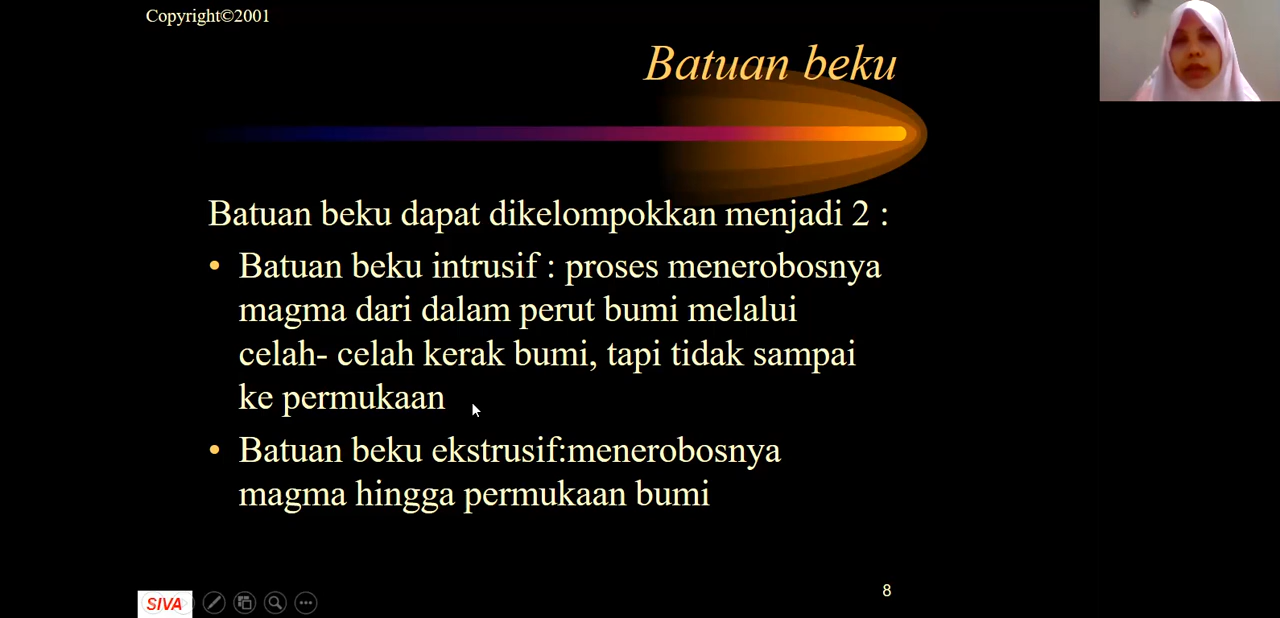 Copyright©2001
Batuan beku
Batuan beku dapat dikelompokkan menjadi 2 :
• Batuan beku intrusif : proses menerobosnya
magma dari dalam perut bumi melalui
celah- celah kerak bumi, tapi tidak sampai
ke permukaan
• Batuan beku ekstrusif:menerobosnya
magma hingga permukaan bumi
8
SIVA